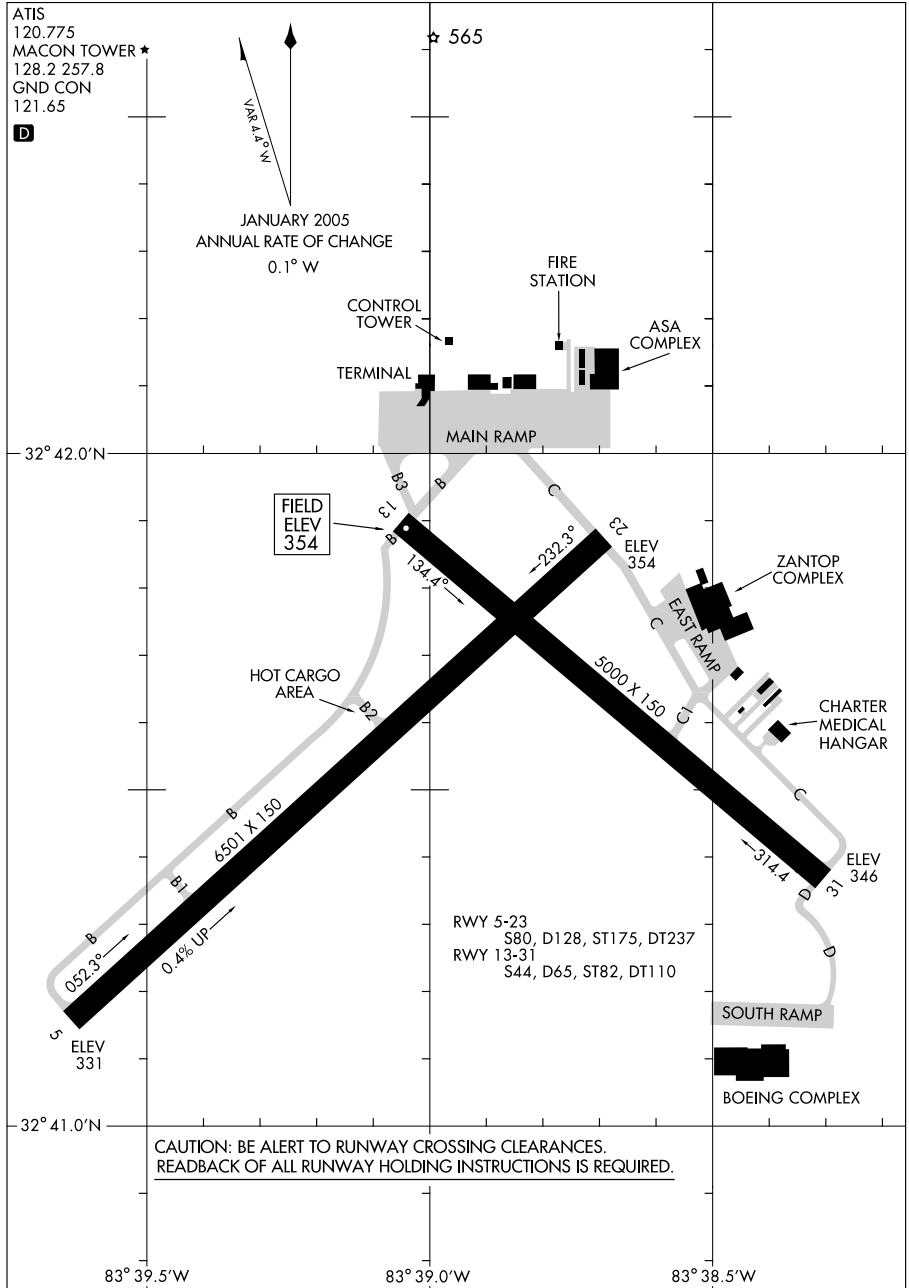 ATIS
120.775
MACON TOWER ★
128.2 257.8
GND CON
121.65
D
VAR 4.4° W
565
JANUARY 2005
ANNUAL RATE OF CHANGE
0.1° W
FIRE
STATION
CONTROL
TOWER
ASA
COMPLEX
TERMINAL
MAIN RAMP
32° 42.0'N
B3
B
C
13
23
FIELD
ELEV
354
B
134.4°
232.3°
ELEV
354
ZANTOP
COMPLEX
EAST RAMP
C
HOT CARGO
AREA
B2
5000 X 150
C1
CHARTER
MEDICAL
HANGAR
C
B
6501 X 150
314.4
ELEV
346
31
D
B1
B
052.3°
0.4% UP
RWY 5-23
S80, D128, ST175, DT237
RWY 13-31
S44, D65, ST82, DT110
D
SOUTH RAMP
5
ELEV
331
BOEING COMPLEX
32° 41.0'N
CAUTION: BE ALERT TO RUNWAY CROSSING CLEARANCES.
READBACK OF ALL RUNWAY HOLDING INSTRUCTIONS IS REQUIRED.
83° 39.5'W
83° 39.0'W
83° 38.5'W